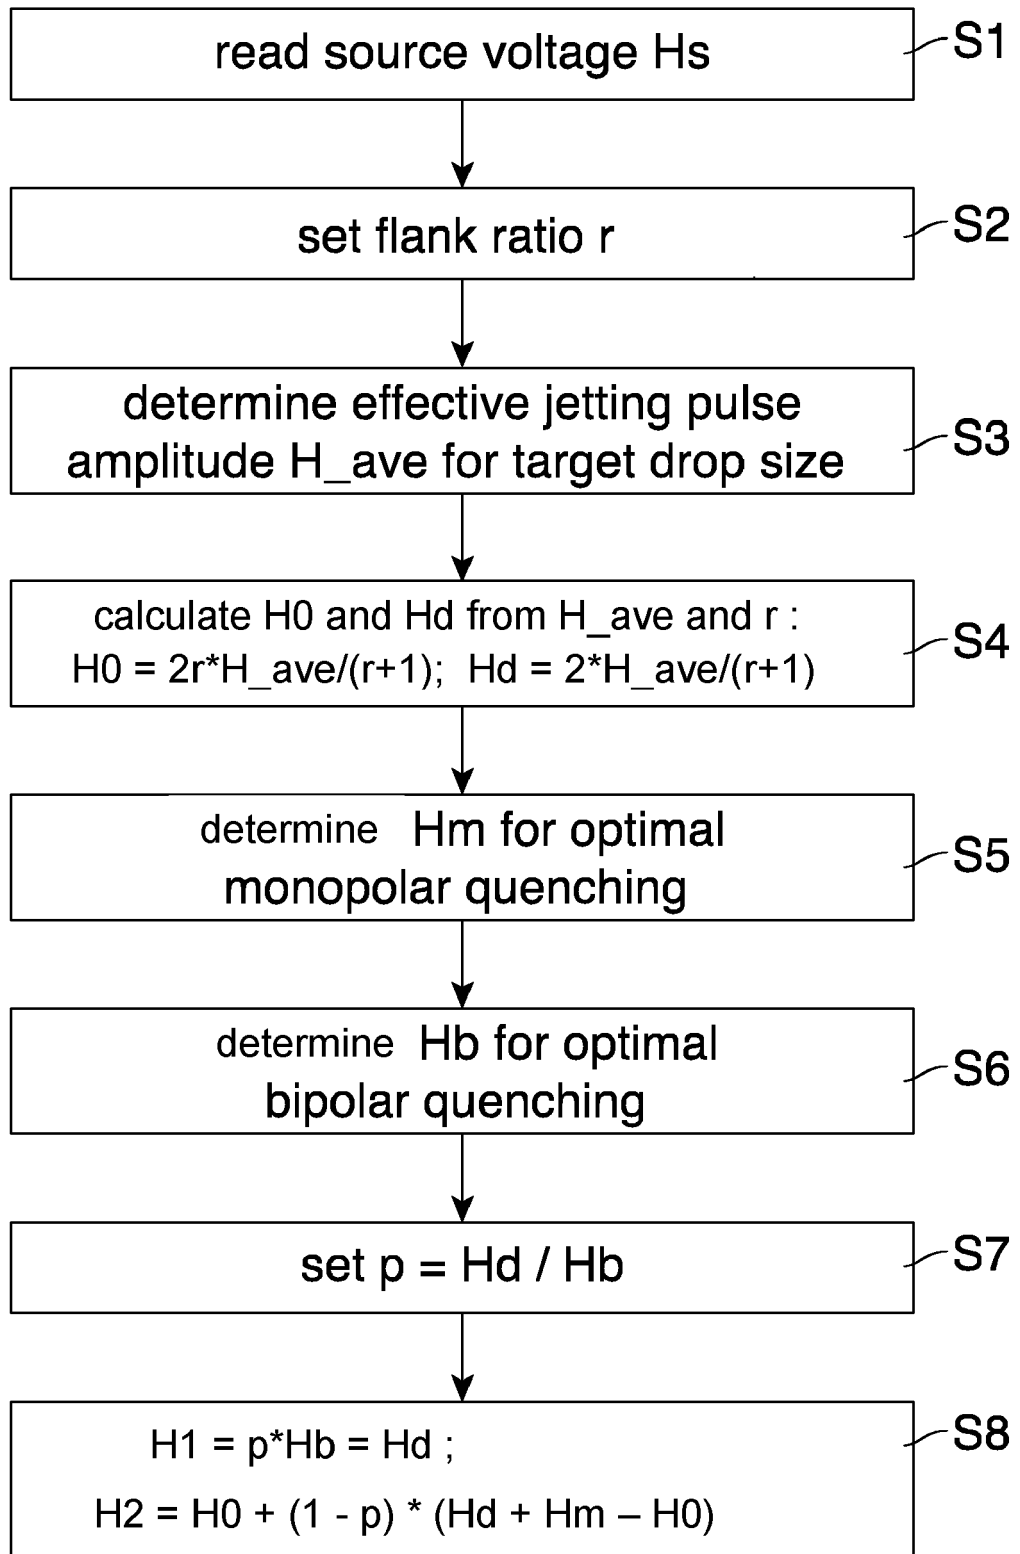 read source voltage Hs
S1
set flank ratio r
S2
determine effective jetting pulse
amplitude H_ave for target drop size
S3
calculate H0 and Hd from H_ave and r :
H0 = 2r*H_ave/(r+1); Hd = 2*H_ave/(r+1)
S4
determine Hm for optimal
monopolar quenching
S5
determine Hb for optimal
bipolar quenching
S6
set p = Hd / Hb
S7
H1 = p*Hb = Hd ;
H2 = H0 + (1 - p) * (Hd + Hm – H0)
S8